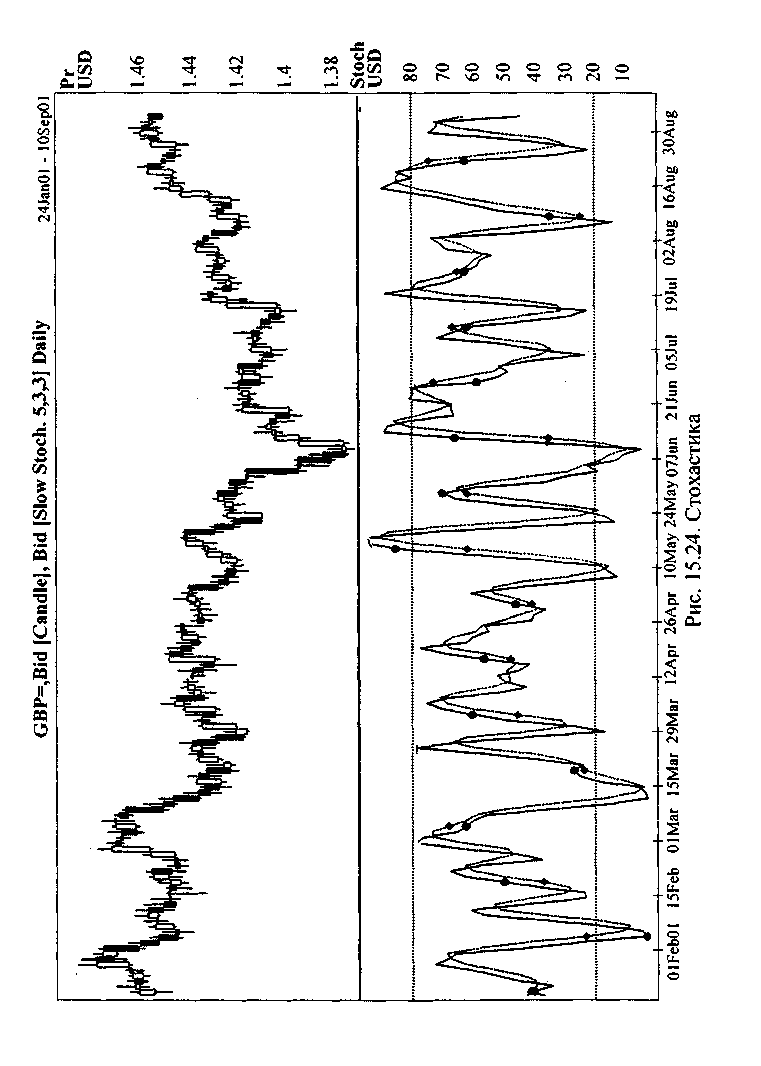 GBP=,Bid [Candle], Bid [Slow Stoch. 5,3,3] Daily
24Jan01 - 10Sep01
Pr
USD
1.46
1.44
1.42
1.4
1.38
Stoch
USD
80
70
60
50
40
30
20
10
01Feb01 15Feb 01Mar 15Mar 29Mar 12Apr 26Apr 10May 24May 07Jun 21Jun 05Jul 19Jul 02Aug 16Aug 30Aug
Рис. 15.24. Стохастика